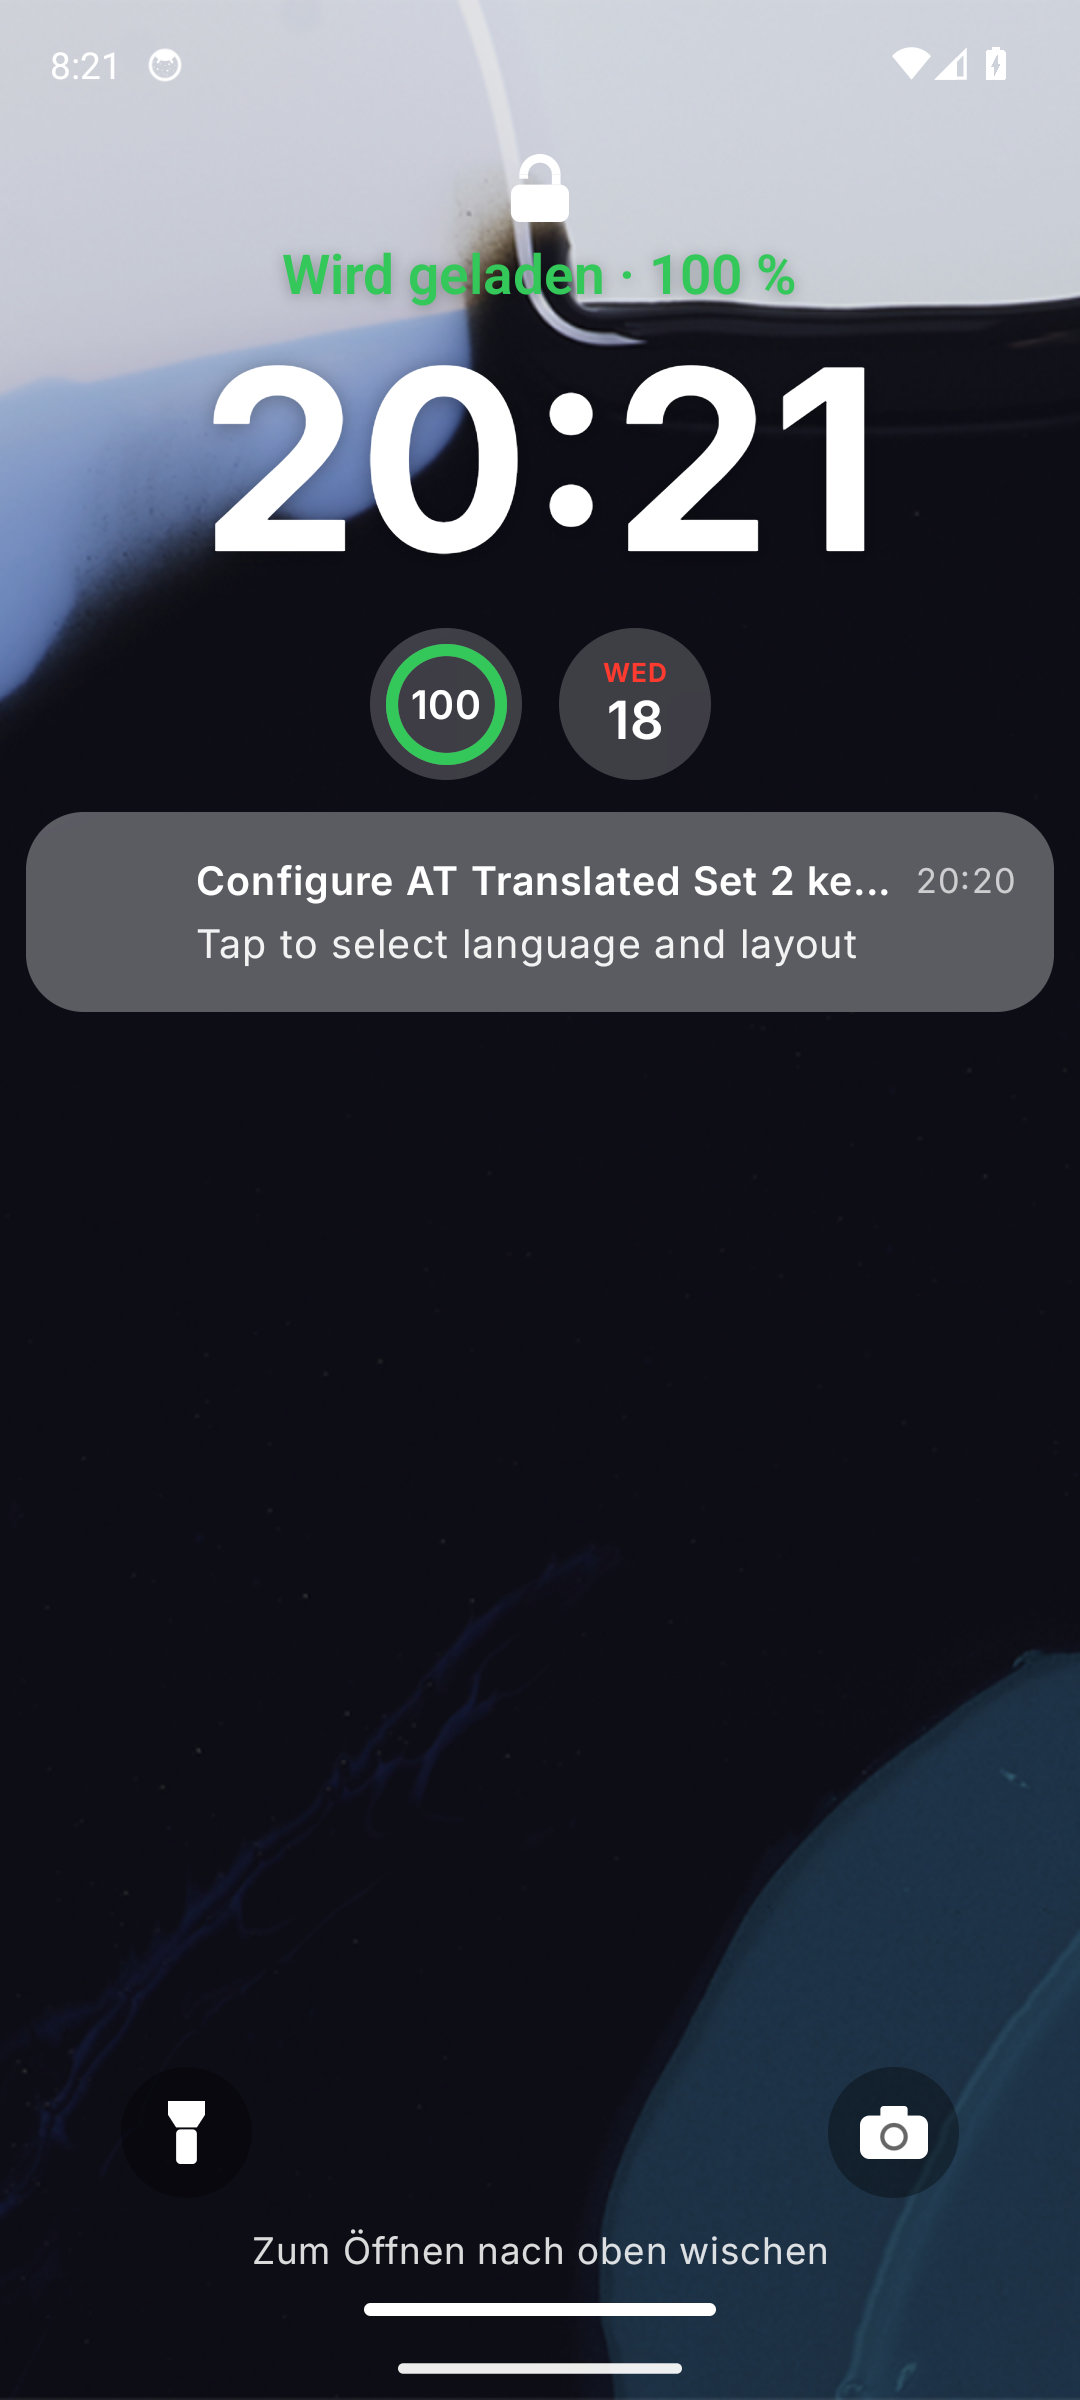 8:21
Wird geladen · 100 %
20:21
100
WED
18
Configure AT Translated Set 2 ke... 20:20
Tap to select language and layout
Zum Öffnen nach oben wischen